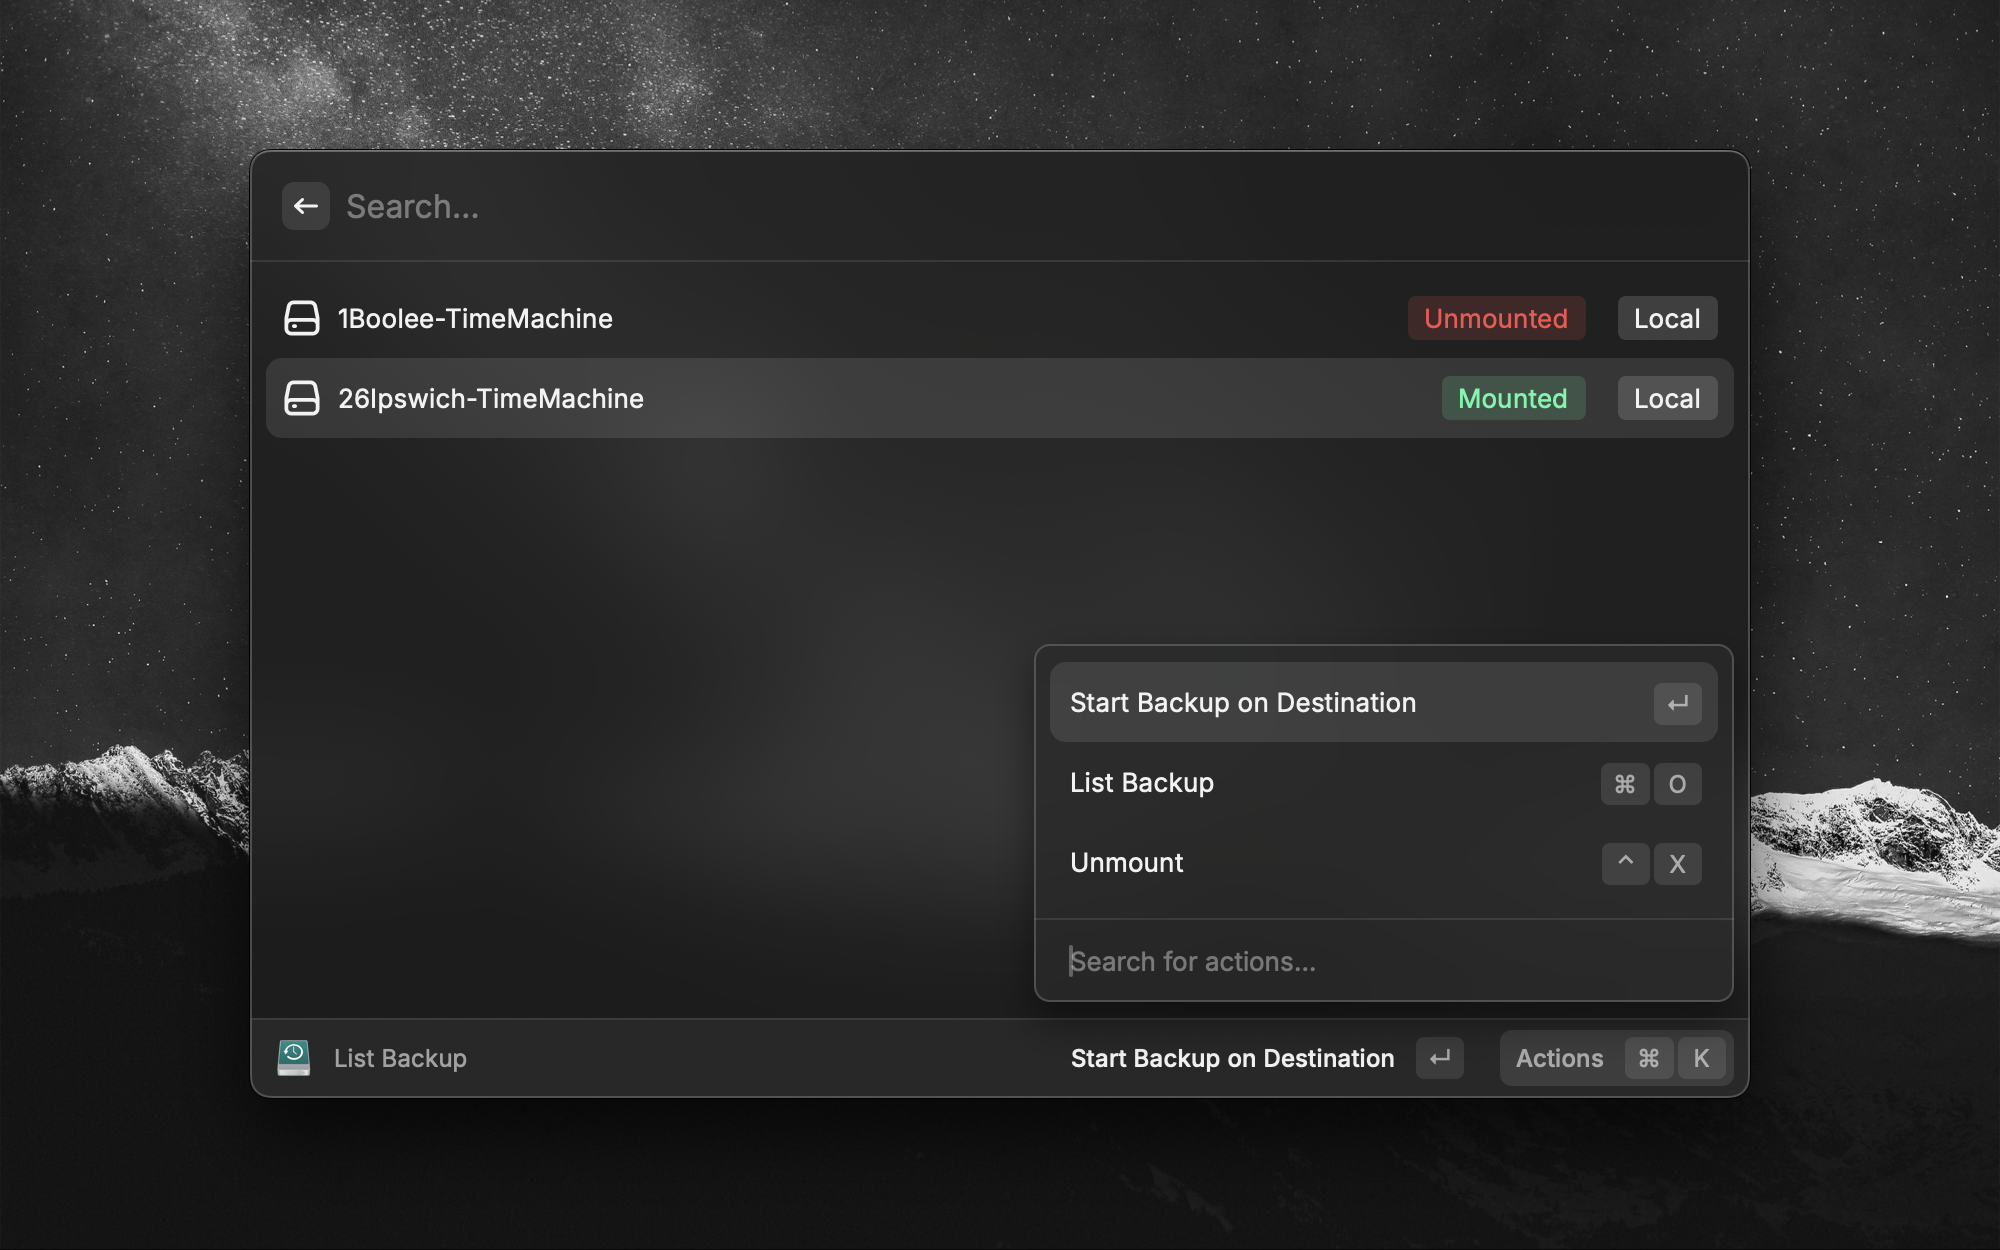 Search...
1Boolee-TimeMachine Unmounted Local
26Ipswich-TimeMachine Mounted Local
Start Backup on Destination ↵
List Backup ⌘ O
Unmount ^ X
Search for actions...
List Backup Start Backup on Destination ↵ Actions ⌘ K